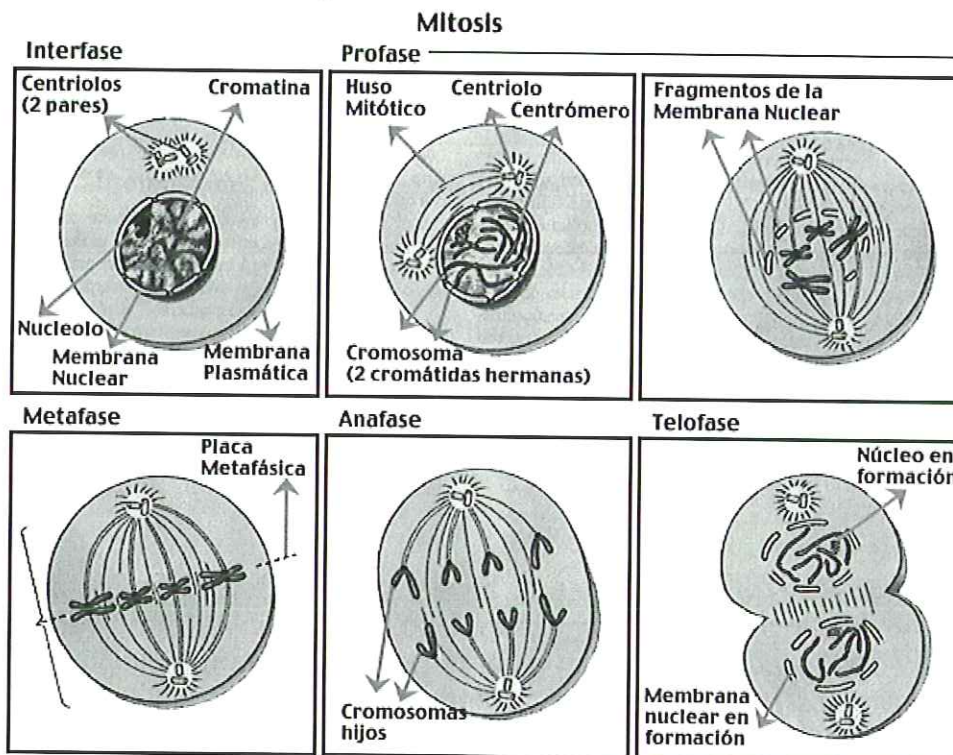 Mitosis
Interfase
Profase
Centriolos
(2 pares)
Cromatina
Nucleolo
Membrana
Nuclear
Membrana
Plasmática
Huso
Mitótico
Centriolo
Centrómero
Cromosoma
(2 cromátidas hermanas)
Fragmentos de la
Membrana Nuclear
Metafase
Placa
Metafásica
Anafase
Cromosomas
hijos
Telofase
Núcleo en
formación
Membrana
nuclear en
formación